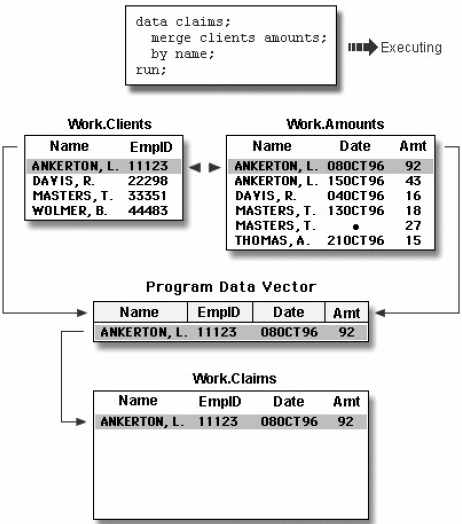 data claims;
merge clients amounts;
by name;
run;
Executing
Work.Clients
Name EmpID
ANKERTON, L. 11123
DAVIS, R. 22298
MASTERS, T. 33351
WOLMER, B. 44483
Work.Amounts
Name Date Amt
ANKERTON, L. 08OCT96 92
ANKERTON, L. 15OCT96 43
DAVIS, R. 04OCT96 16
MASTERS, T. 13OCT96 18
MASTERS, T. • 27
THOMAS, A. 21OCT96 15
Program Data Vector
Name EmpID Date Amt
ANKERTON, L. 11123 08OCT96 92
Work.Claims
Name EmpID Date Amt
ANKERTON, L. 11123 08OCT96 92